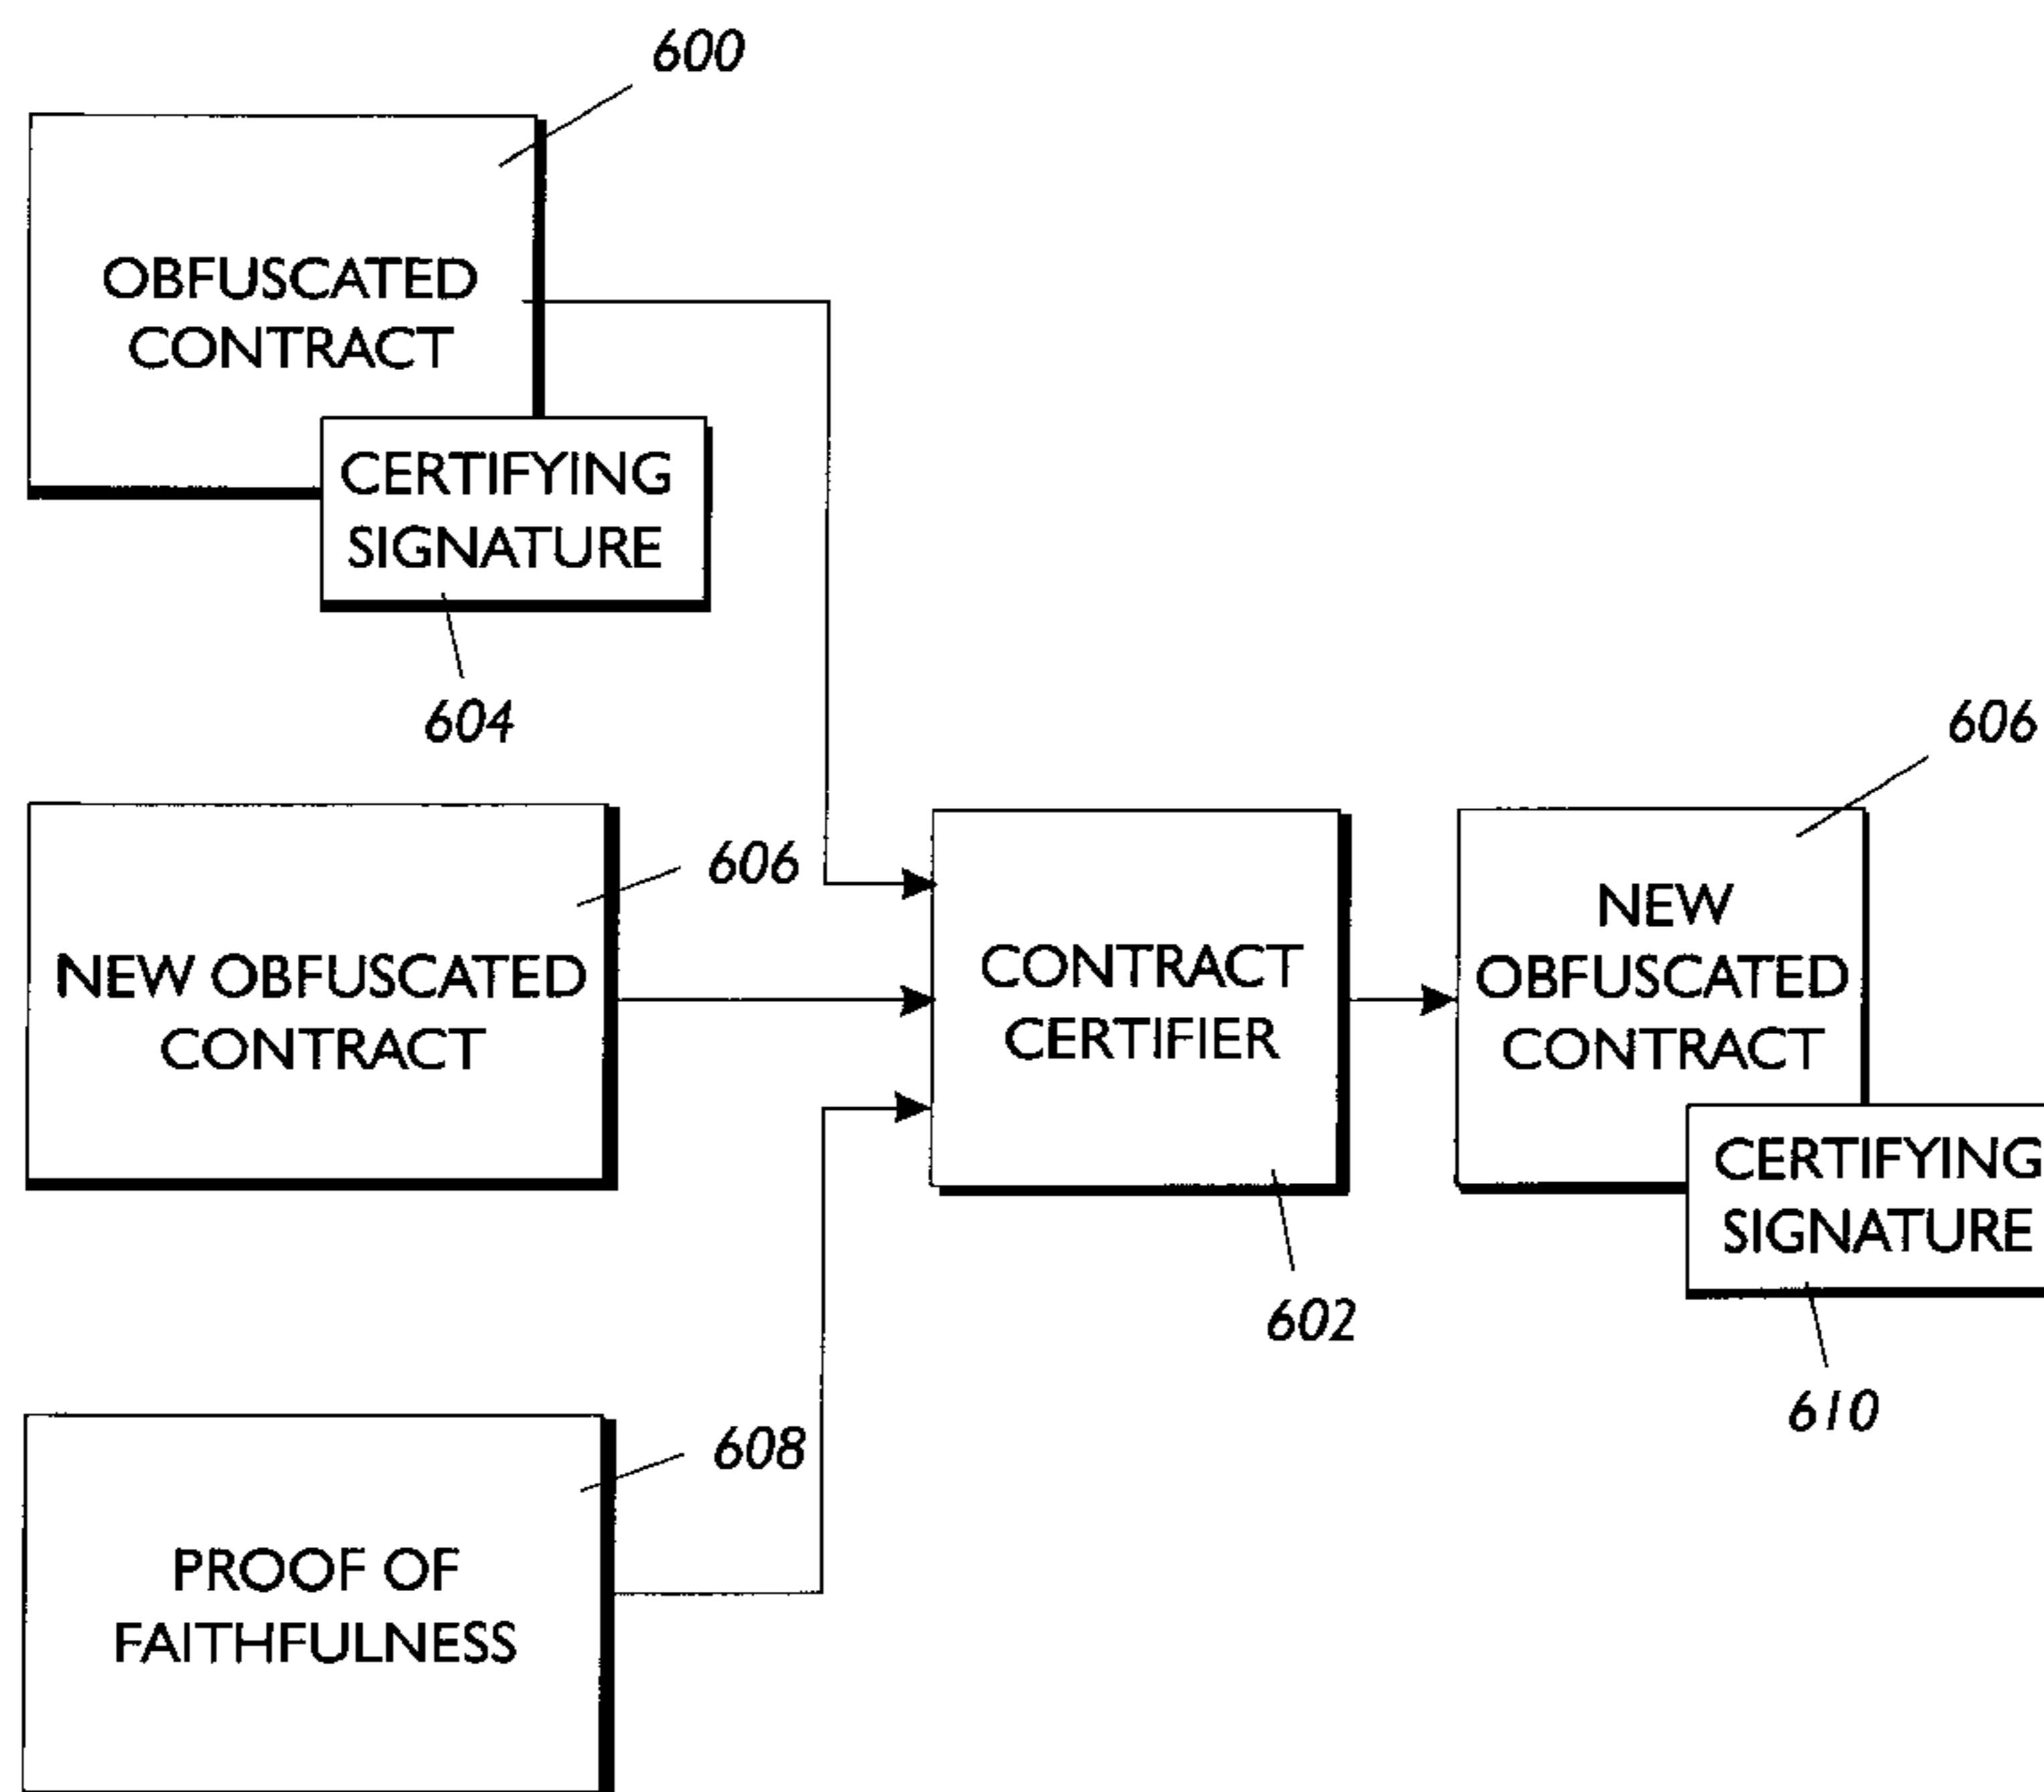 600
OBFUSCATED
CONTRACT
CERTIFYING
SIGNATURE
604
606
NEW OBFUSCATED
CONTRACT
606
CONTRACT
CERTIFIER
602
NEW
OBFUSCATED
CONTRACT
CERTIFYING
SIGNATURE
610
608
PROOF OF
FAITHFULNESS